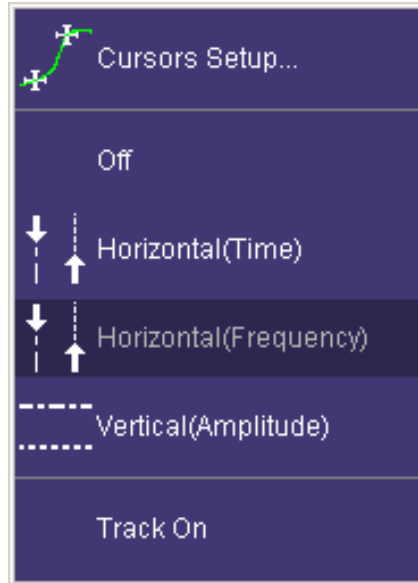 Cursors Setup...
Off
Horizontal(Time)
Horizontal(Frequency)
Vertical(Amplitude)
Track On